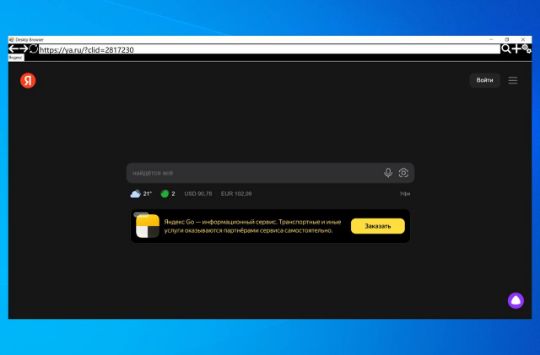 Desktop Browser
https://ya.ru/?clid=2817230
Яндекс
Я
Войти
найдётся всё
21° 2 USD 90,78 EUR 102,09
Уфа
Яндекс Go — информационный сервис. Транспортные и иные
услуги оказываются партнёрами сервиса самостоятельно.
Заказать